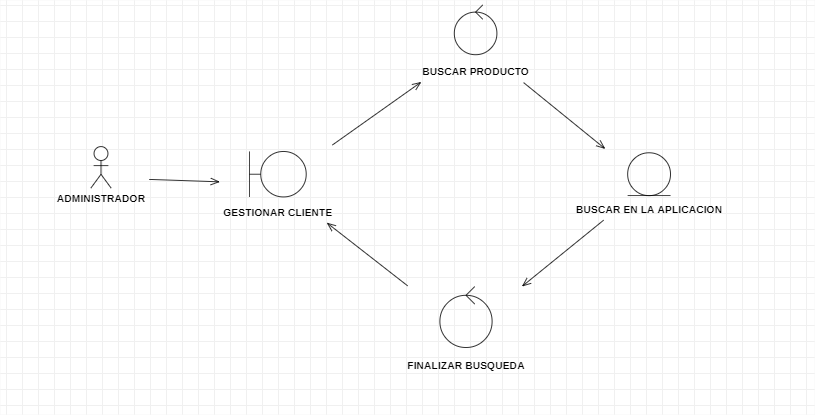 BUSCAR PRODUCTO
ADMINISTRADOR
GESTIONAR CLIENTE
BUSCAR EN LA APLICACION
FINALIZAR BUSQUEDA